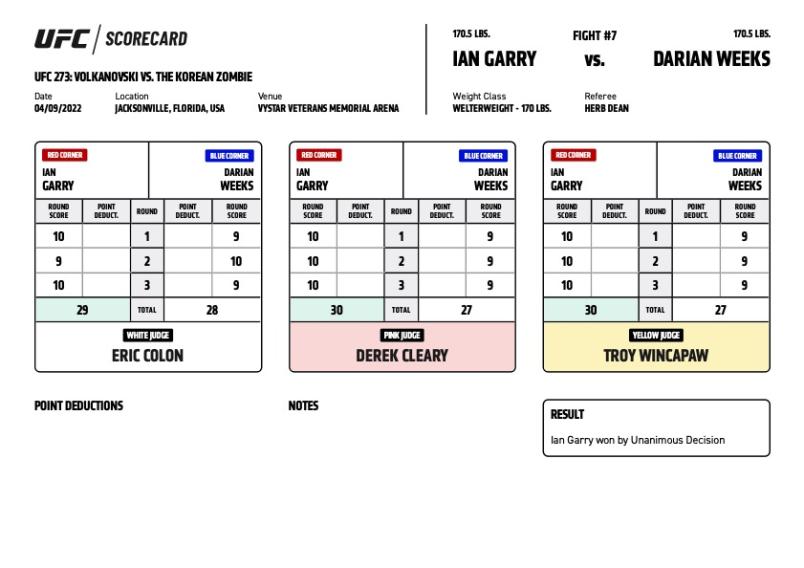 UFC / SCORECARD
UFC 273: VOLKANOVSKI VS. THE KOREAN ZOMBIE
Date Location Venue
04/09/2022 JACKSONVILLE, FLORIDA, USA VYSTAR VETERANS MEMORIAL ARENA
170.5 LBS. FIGHT #7 170.5 LBS.
IAN GARRY vs. DARIAN WEEKS
Weight Class Referee
WELTERWEIGHT - 170 LBS. HERB DEAN
RED CORNER BLUE CORNER
IAN DARIAN
GARRY WEEKS
ROUND POINT ROUND POINT ROUND
SCORE DEDUCT. DEDUCT. SCORE
10 1 9
9 2 10
10 3 9
29 TOTAL 28
WHITE JUDGE
ERIC COLON
RED CORNER BLUE CORNER
IAN DARIAN
GARRY WEEKS
ROUND POINT ROUND POINT ROUND
SCORE DEDUCT. DEDUCT. SCORE
10 1 9
10 2 9
10 3 9
30 TOTAL 27
PINK JUDGE
DEREK CLEARY
RED CORNER BLUE CORNER
IAN DARIAN
GARRY WEEKS
ROUND POINT ROUND POINT ROUND
SCORE DEDUCT. DEDUCT. SCORE
10 1 9
10 2 9
10 3 9
30 TOTAL 27
YELLOW JUDGE
TROY WINCAPAW
POINT DEDUCTIONS
NOTES
RESULT
Ian Garry won by Unanimous Decision